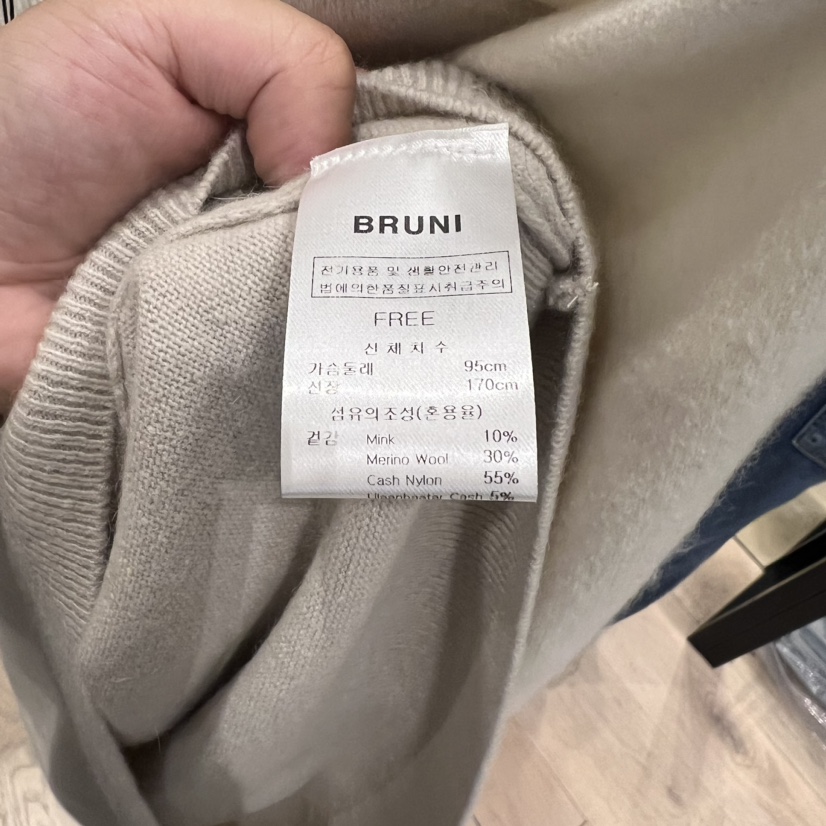 BRUNI
전기용품 및 생활안전관리
법에의한품질표시취급주의
FREE
신 체 치 수
가슴둘레 95cm
신장 170cm
섬유의조성(혼용율)
겉감 Mink 10%
Merino Wool 30%
Cash Nylon 55%
Cash 5%